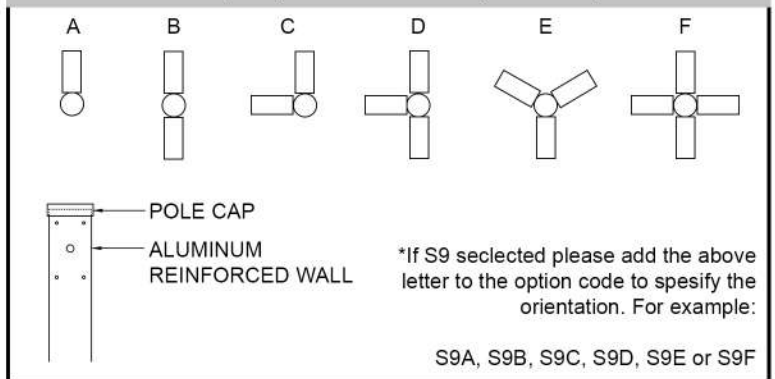 A B C D E F
POLE CAP
ALUMINUM
REINFORCED WALL
*If S9 seclected please add the above
letter to the option code to spesify the
orientation. For example:
S9A, S9B, S9C, S9D, S9E or S9F